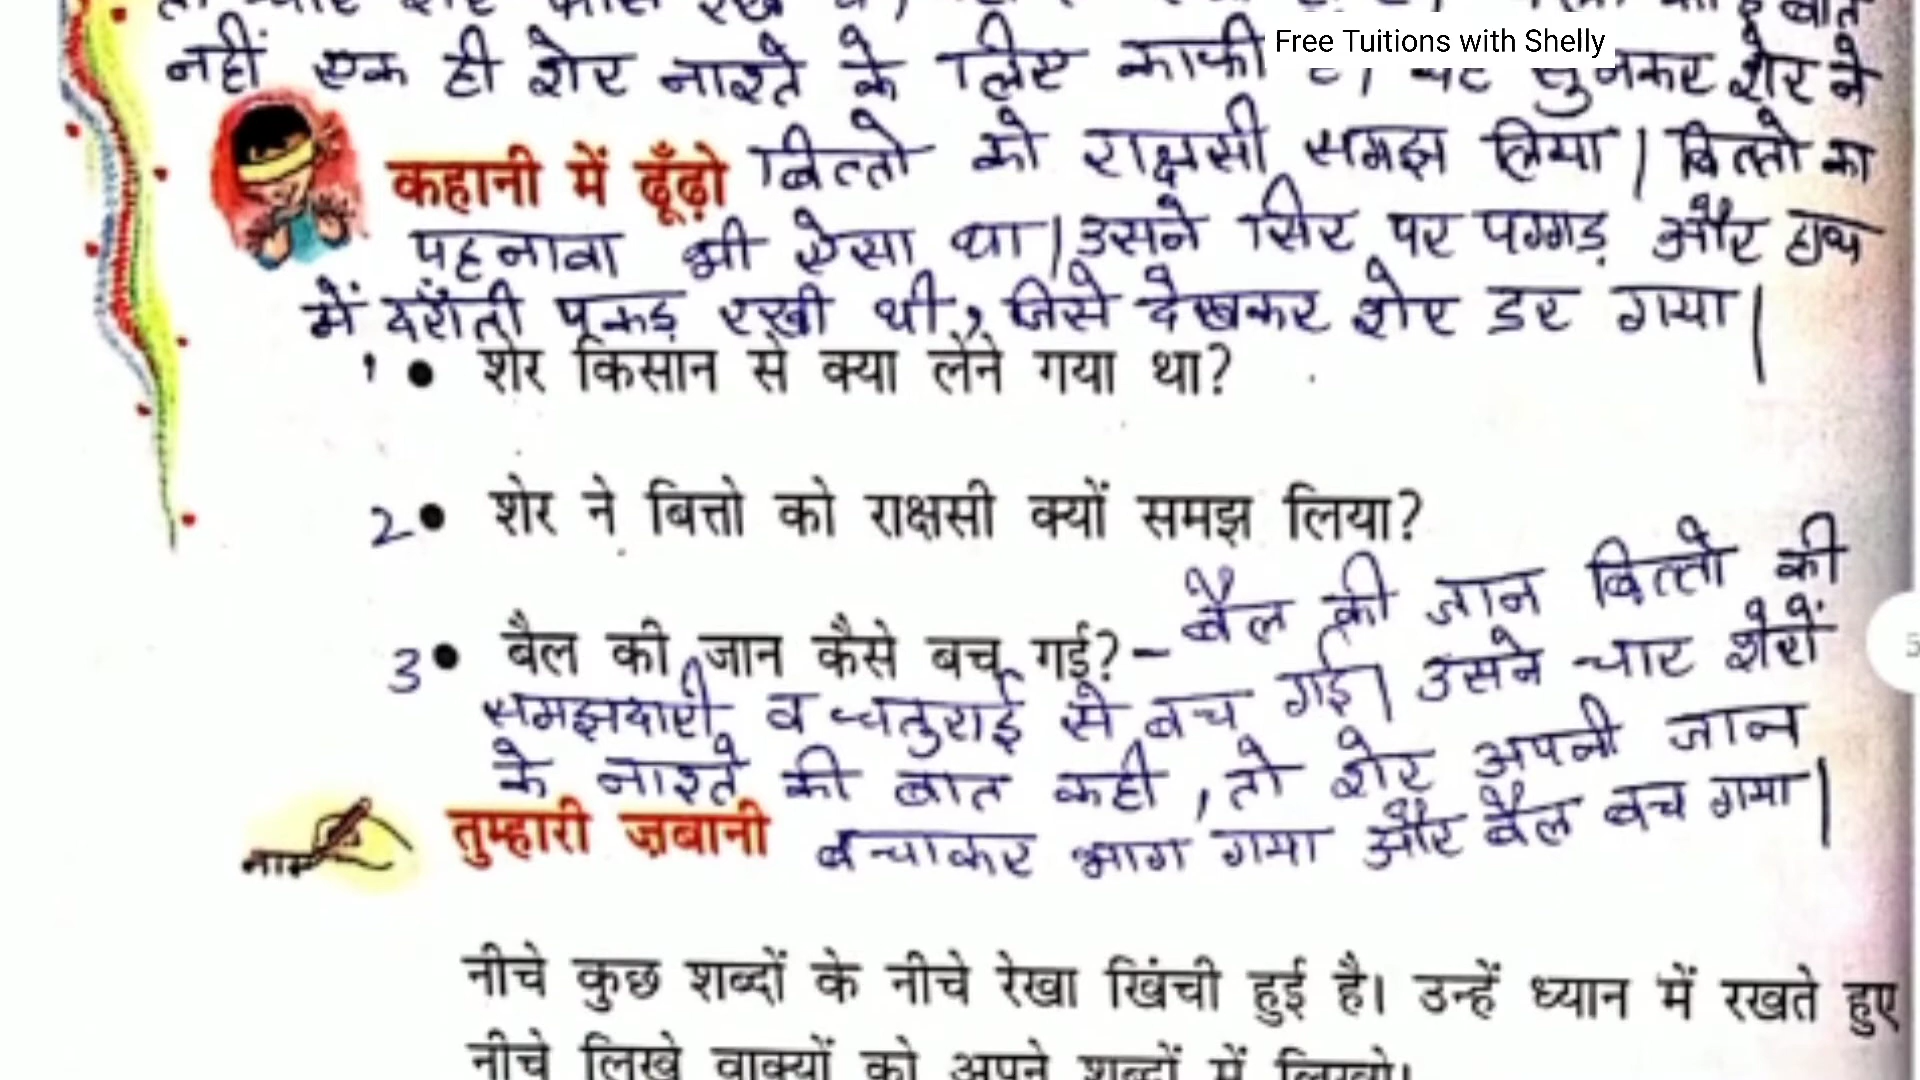 Free Tuitions with Shelly
नहीं एक ही शेर नाश्ते के लिए काफी है। यह सुनकर शेर ने
कहानी में ढूँढ़ो
बित्तो को राक्षसी समझ लिया। बित्तो का
पहनावा भी ऐसा था। उसने सिर पर पग्गड़ और हाथ
में दराँती पकड़ रखी थी, जिसे देखकर शेर डर गया।
1 • शेर किसान से क्या लेने गया था?
2 • शेर ने बित्तो को राक्षसी क्यों समझ लिया?
3 • बैल की जान कैसे बच गई? – बैल की जान बित्तो की
समझदारी व चतुराई से बच गई। उसने चार शेरों
के नाश्ते की बात कही, तो शेर अपनी जान
तुम्हारी ज़बानी
बचाकर भाग गया और बैल बच गया।
नीचे कुछ शब्दों के नीचे रेखा खिंची हुई है। उन्हें ध्यान में रखते हुए
नीचे लिखे वाक्यों को अपने शब्दों में लिखो।